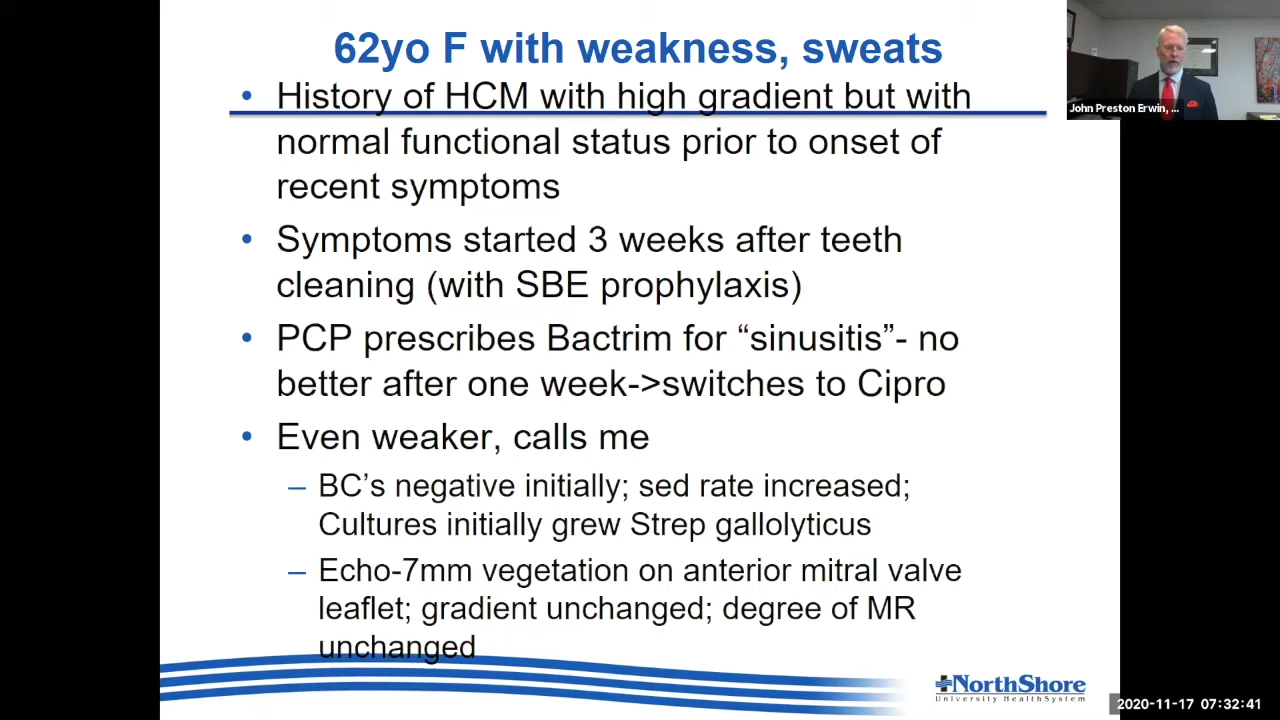 62yo F with weakness, sweats
• History of HCM with high gradient but with
normal functional status prior to onset of
recent symptoms
• Symptoms started 3 weeks after teeth
cleaning (with SBE prophylaxis)
• PCP prescribes Bactrim for “sinusitis”- no
better after one week->switches to Cipro
• Even weaker, calls me
– BC’s negative initially; sed rate increased;
Cultures initially grew Strep gallolyticus
– Echo-7mm vegetation on anterior mitral valve
leaflet; gradient unchanged; degree of MR
unchanged
John Preston Erwin, ...
NorthShore
University HealthSystem
2020-11-17 07:32:41